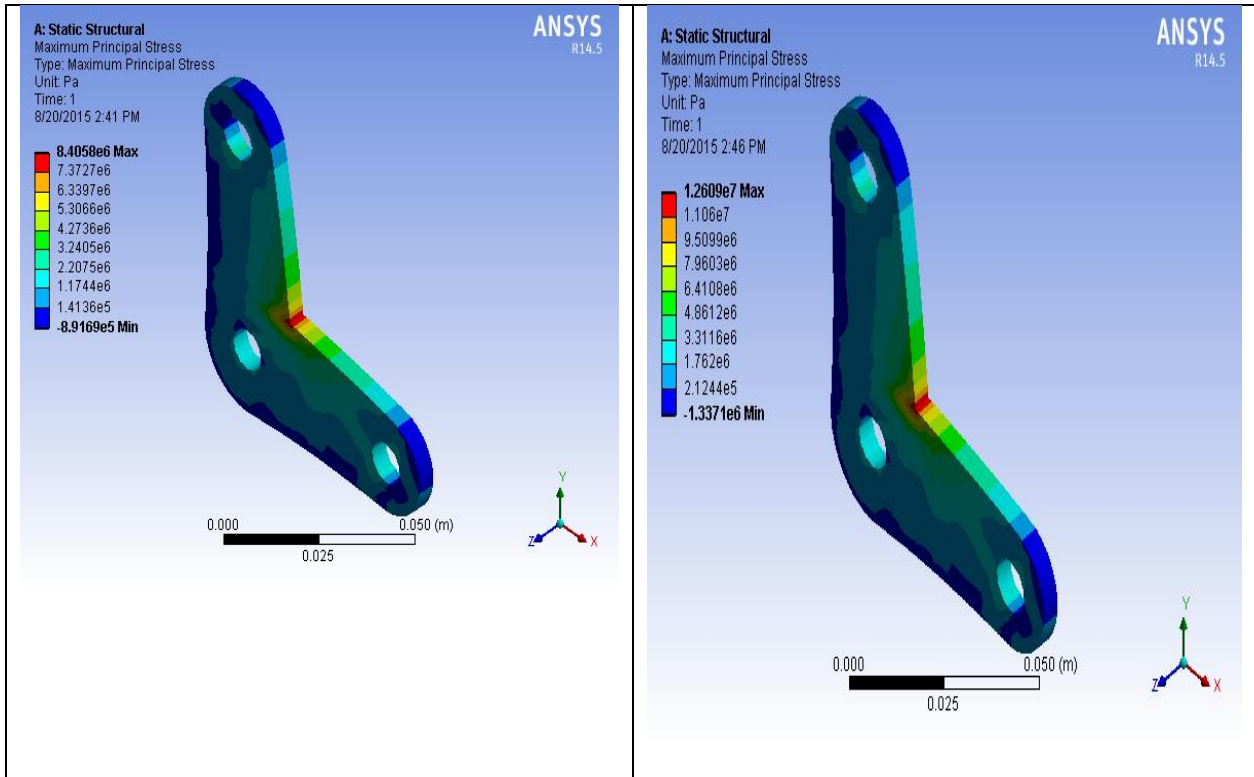 A: Static Structural
Maximum Principal Stress
Type: Maximum Principal Stress
Unit: Pa
Time: 1
8/20/2015 2:41 PM
ANSYS
R14.5
8.4058e6 Max
7.3727e6
6.3397e6
5.3066e6
4.2736e6
3.2405e6
2.2075e6
1.1744e6
1.4136e5
-8.9169e5 Min
0.000
0.050 (m)
0.025
Y
Z
X
A: Static Structural
Maximum Principal Stress
Type: Maximum Principal Stress
Unit: Pa
Time: 1
8/20/2015 2:46 PM
ANSYS
R14.5
1.2609e7 Max
1.106e7
9.5099e6
7.9603e6
6.4108e6
4.8612e6
3.3116e6
1.762e6
2.1244e5
-1.3371e6 Min
0.000
0.050 (m)
0.025
Y
Z
X